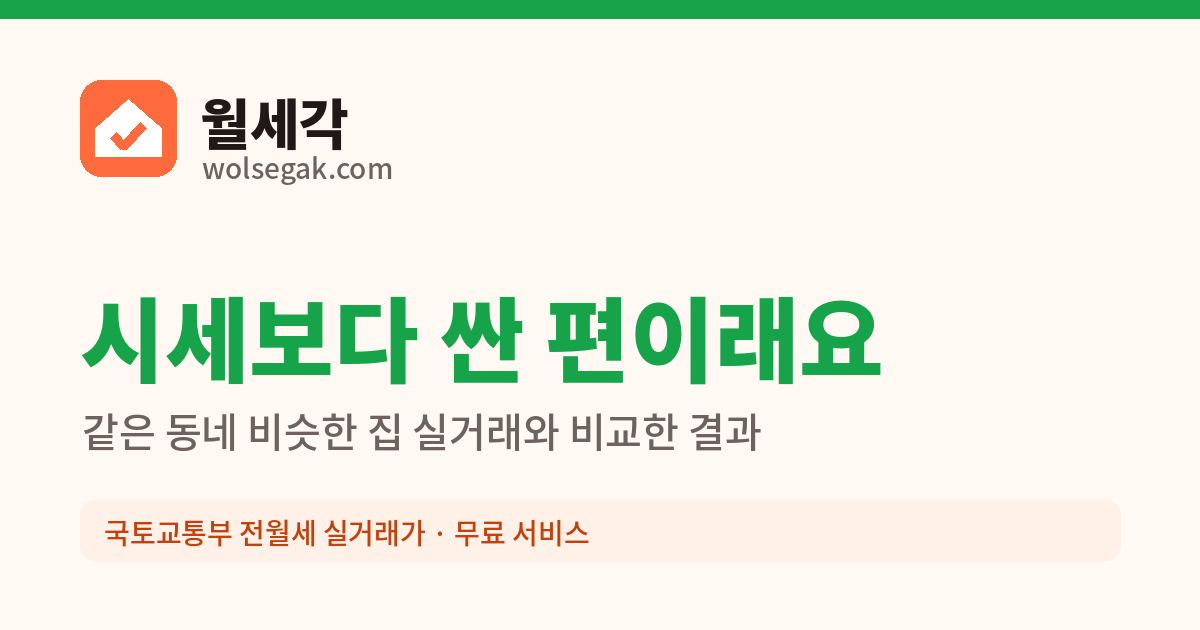 월세각
wolsegak.com
시세보다 싼 편이래요
같은 동네 비슷한 집 실거래와 비교한 결과
국토교통부 전월세 실거래가 · 무료 서비스